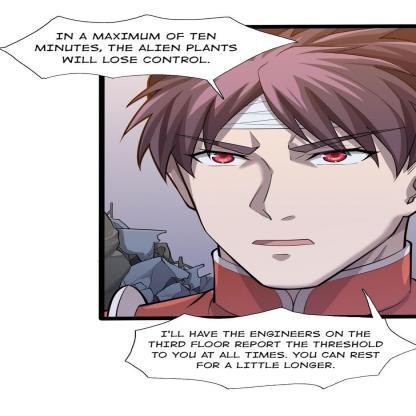 IN A MAXIMUM OF TEN
MINUTES, THE ALIEN PLANTS
WILL LOSE CONTROL.
I'LL HAVE THE ENGINEERS ON THE
THIRD FLOOR REPORT THE THRESHOLD
TO YOU AT ALL TIMES. YOU CAN REST
FOR A LITTLE LONGER.